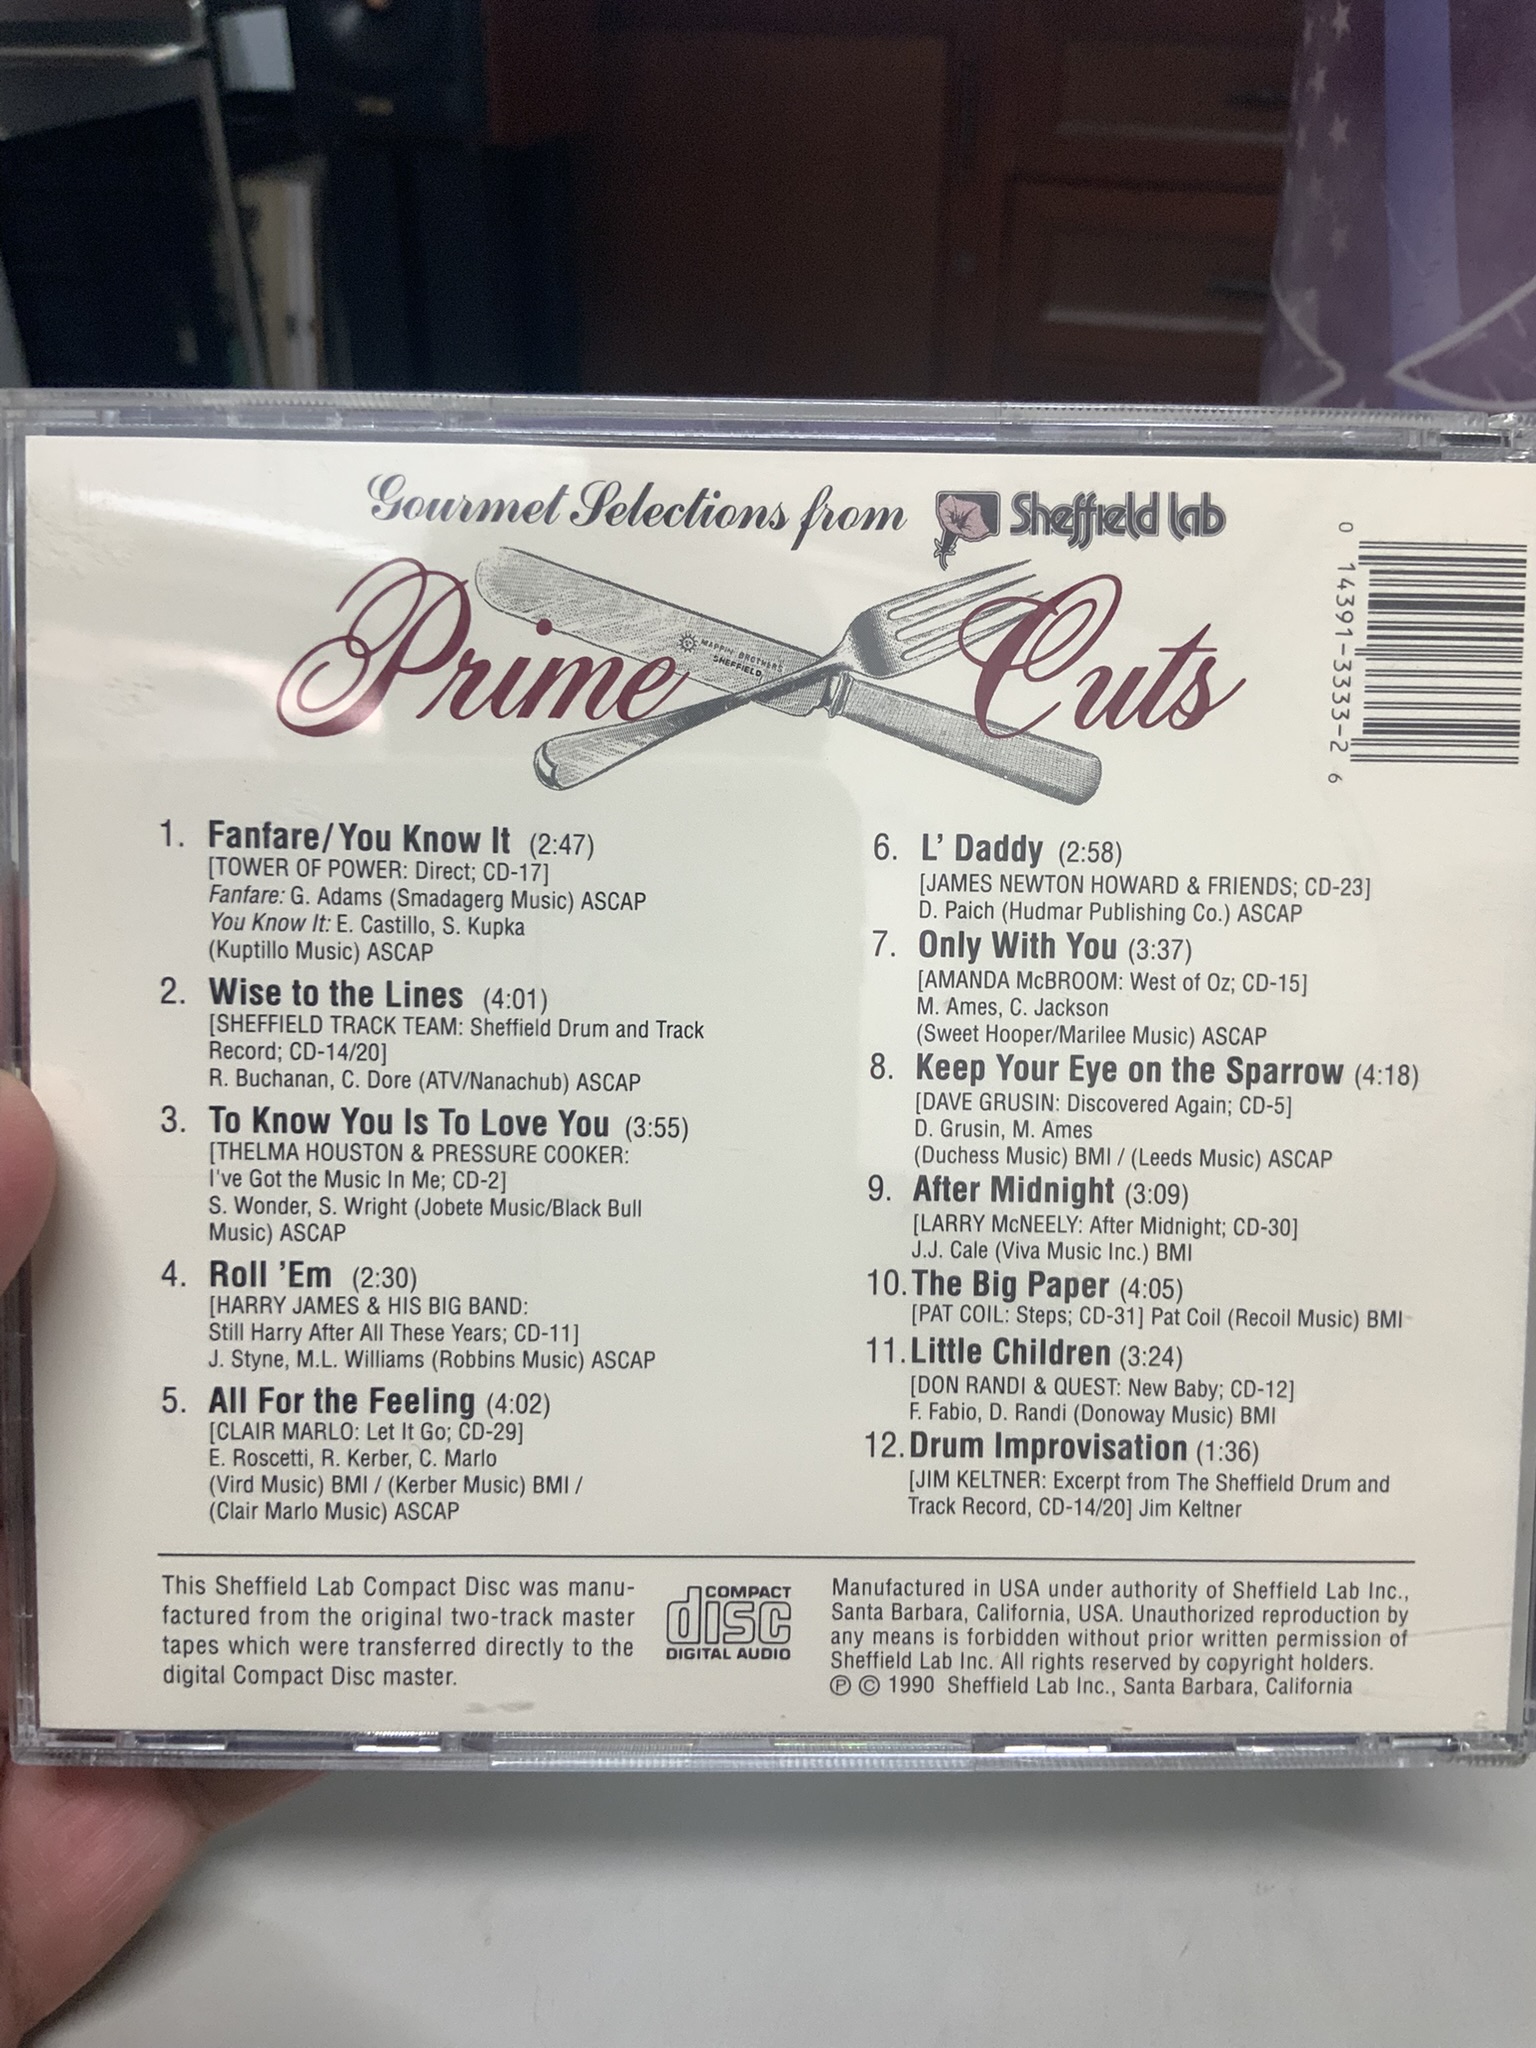 Gourmet Selections from Sheffield Lab
Prime Cuts
MAPPIN BROTHERS
SHEFFIELD
0 14391-3333-2 6
1. Fanfare/You Know It (2:47)
[TOWER OF POWER: Direct; CD-17]
Fanfare: G. Adams (Smadagerg Music) ASCAP
You Know It: E. Castillo, S. Kupka
(Kuptillo Music) ASCAP
2. Wise to the Lines (4:01)
[SHEFFIELD TRACK TEAM: Sheffield Drum and Track
Record; CD-14/20]
R. Buchanan, C. Dore (ATV/Nanachub) ASCAP
3. To Know You Is To Love You (3:55)
[THELMA HOUSTON & PRESSURE COOKER:
I've Got the Music In Me; CD-2]
S. Wonder, S. Wright (Jobete Music/Black Bull
Music) ASCAP
4. Roll 'Em (2:30)
[HARRY JAMES & HIS BIG BAND:
Still Harry After All These Years; CD-11]
J. Styne, M.L. Williams (Robbins Music) ASCAP
5. All For the Feeling (4:02)
[CLAIR MARLO: Let It Go; CD-29]
E. Roscetti, R. Kerber, C. Marlo
(Vird Music) BMI / (Kerber Music) BMI /
(Clair Marlo Music) ASCAP
6. L' Daddy (2:58)
[JAMES NEWTON HOWARD & FRIENDS; CD-23]
D. Paich (Hudmar Publishing Co.) ASCAP
7. Only With You (3:37)
[AMANDA McBROOM: West of Oz; CD-15]
M. Ames, C. Jackson
(Sweet Hooper/Marilee Music) ASCAP
8. Keep Your Eye on the Sparrow (4:18)
[DAVE GRUSIN: Discovered Again; CD-5]
D. Grusin, M. Ames
(Duchess Music) BMI / (Leeds Music) ASCAP
9. After Midnight (3:09)
[LARRY McNEELY: After Midnight; CD-30]
J.J. Cale (Viva Music Inc.) BMI
10. The Big Paper (4:05)
[PAT COIL: Steps; CD-31] Pat Coil (Recoil Music) BMI
11. Little Children (3:24)
[DON RANDI & QUEST: New Baby; CD-12]
F. Fabio, D. Randi (Donoway Music) BMI
12. Drum Improvisation (1:36)
[JIM KELTNER: Excerpt from The Sheffield Drum and
Track Record, CD-14/20] Jim Keltner
This Sheffield Lab Compact Disc was manu-
factured from the original two-track master
tapes which were transferred directly to the
digital Compact Disc master.
COMPACT
disc
DIGITAL AUDIO
Manufactured in USA under authority of Sheffield Lab Inc.,
Santa Barbara, California, USA. Unauthorized reproduction by
any means is forbidden without prior written permission of
Sheffield Lab Inc. All rights reserved by copyright holders.
℗ © 1990 Sheffield Lab Inc., Santa Barbara, California